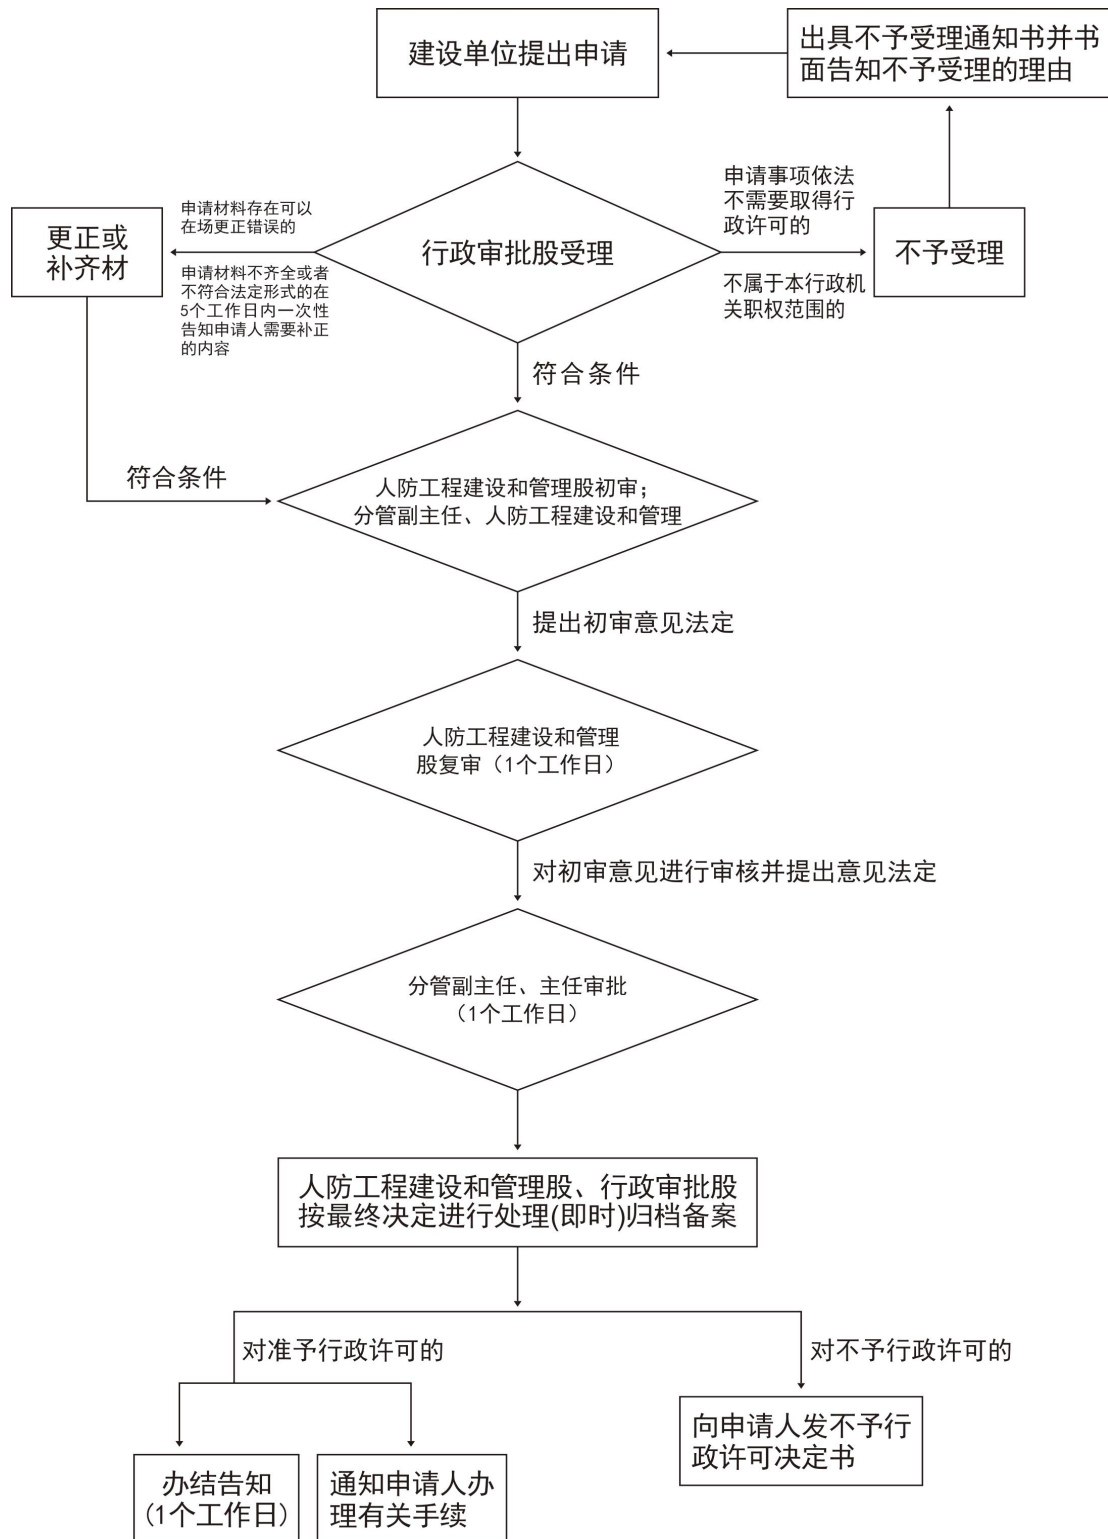 建设单位提出申请
出具不予受理通知书并书
面告知不予受理的理由
申请材料存在可以
在场更正错误的
更正或
补齐材
申请材料不齐全或者
不符合法定形式的在
5个工作日内一次性
告知申请人需要补正
的内容
行政审批股受理
申请事项依法
不需要取得行
政许可的
不属于本行政机
关职权范围的
不予受理
符合条件
符合条件
人防工程建设和管理股初审；
分管副主任、人防工程建设和管理
提出初审意见法定
人防工程建设和管理
股复审（1个工作日）
对初审意见进行审核并提出意见法定
分管副主任、主任审批
（1个工作日）
人防工程建设和管理股、行政审批股
按最终决定进行处理(即时)归档备案
对准予行政许可的
对不予行政许可的
办结告知
(1个工作日)
通知申请人办
理有关手续
向申请人发不予行
政许可决定书